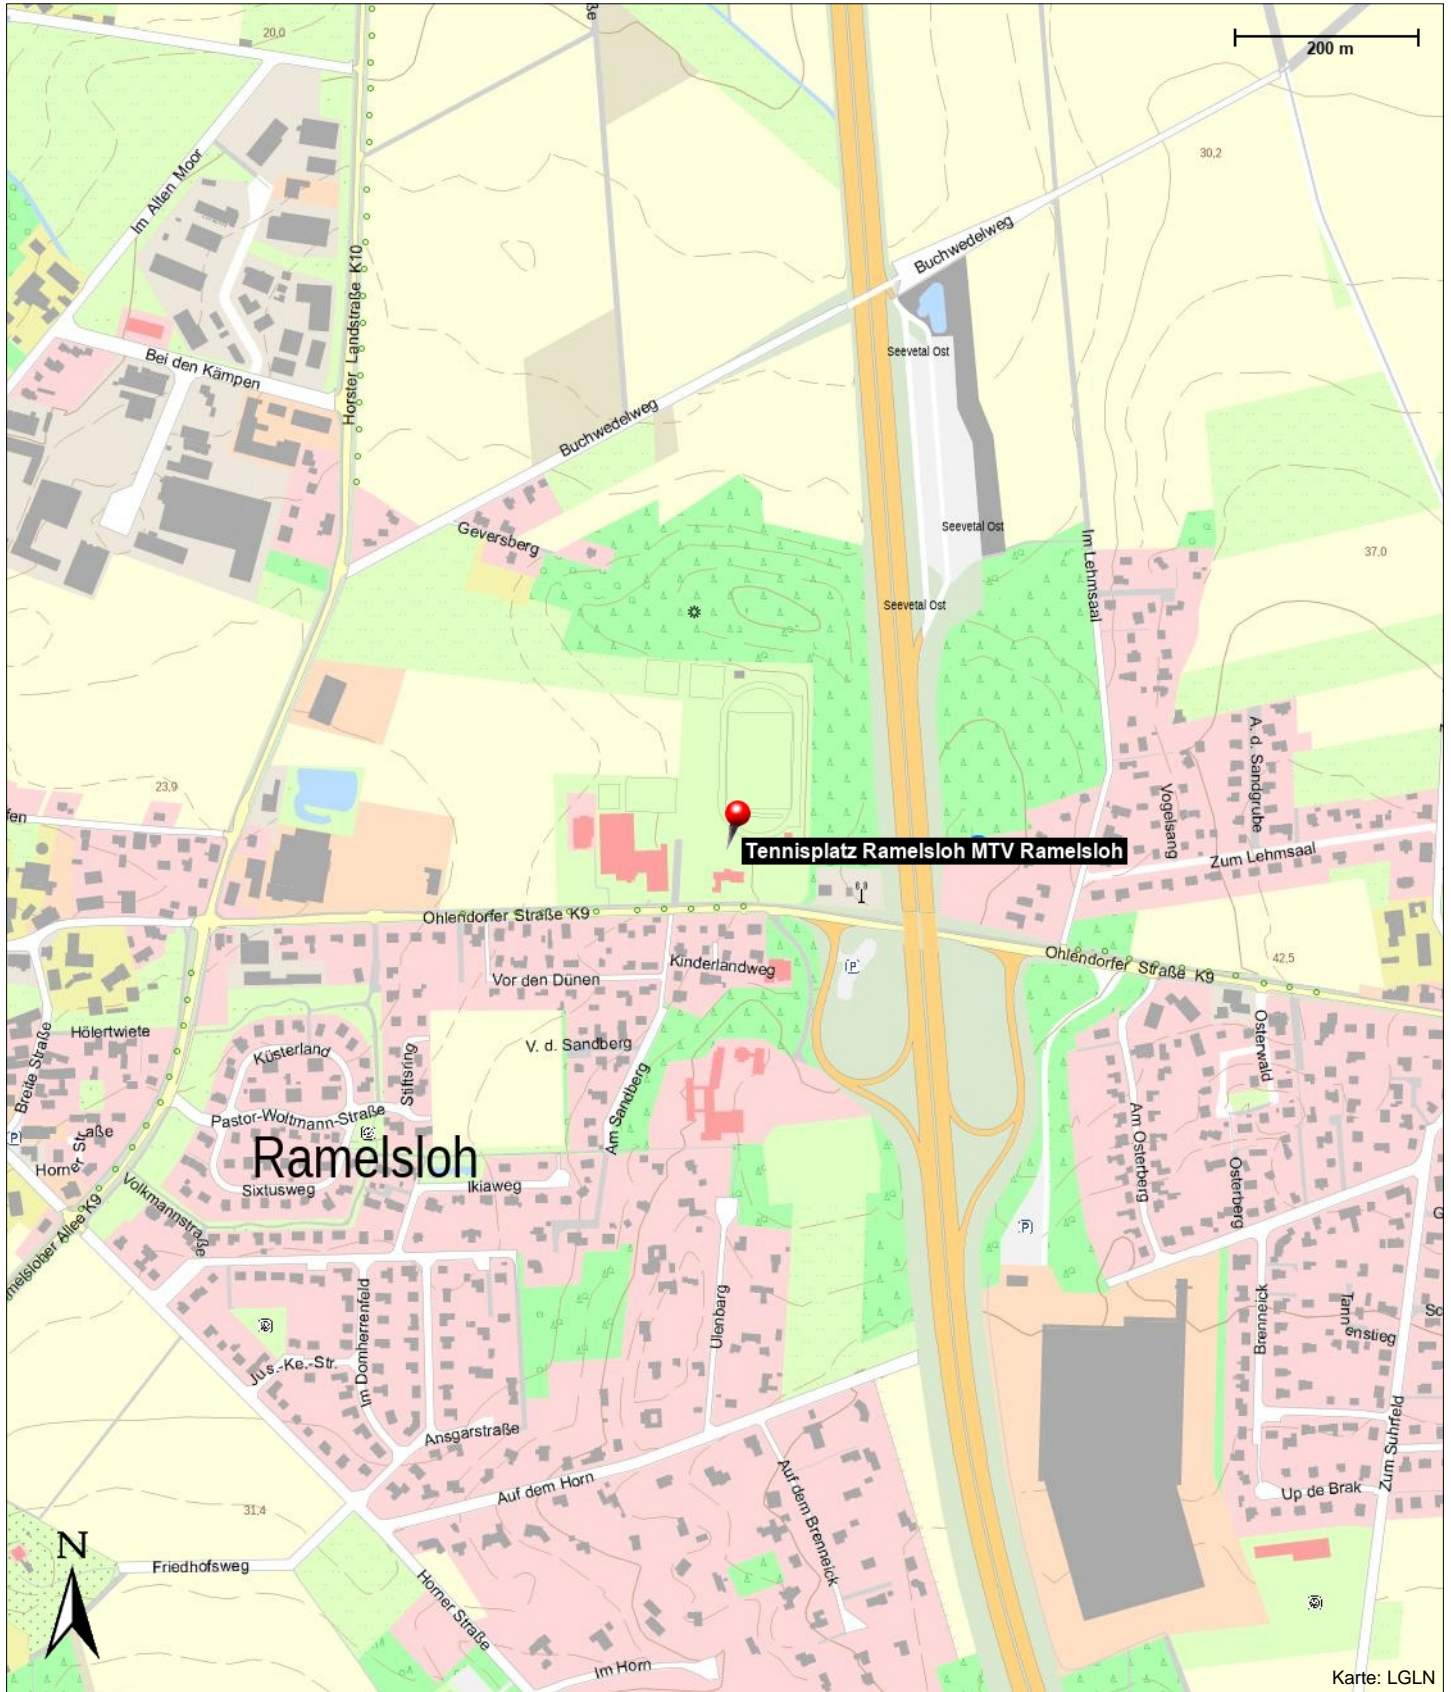 20,0
200 m
Im Alten Moor
30,2
Horster Landstraße K10
Buchwedelweg
Seevetal Ost
Bei den Kämpen
Buchwedelweg
Seevetal Ost
Geversberg
Im Lehmsaal
37,0
Seevetal Ost
A. d. Sandgrube
23,9
fen
Vogelsang
Tennisplatz Ramelsloh MTV Ramelsloh
Zum Lehmsaal
Ohlendorfer Straße K9
Ohlendorfer Straße K9
42,5
Kinderlandweg
P
Vor den Dünen
Hölertwiete
Breite Straße
Küsterland
Stiftsring
V. d. Sandberg
Am Sandberg
Osterwald
Pastor-Woltmann-Straße
P
Horner Str.
aße
Ramelsloh
Am Osterberg
Osterberg
Sixtusweg
Ikiaweg
Volkmannstraße
melsloher Allee K9
P
G
Im Domherrenfeld
Ulenbarg
Brenneick
Tannenstieg
Sc
Jus.-Ke.-Str.
Ansgarstraße
Zum Suhrfeld
Auf dem Horn
Auf dem Brenneick
Up de Brak
31,4
N
Friedhofsweg
Horner Straße
Im Horn
Karte: LGLN